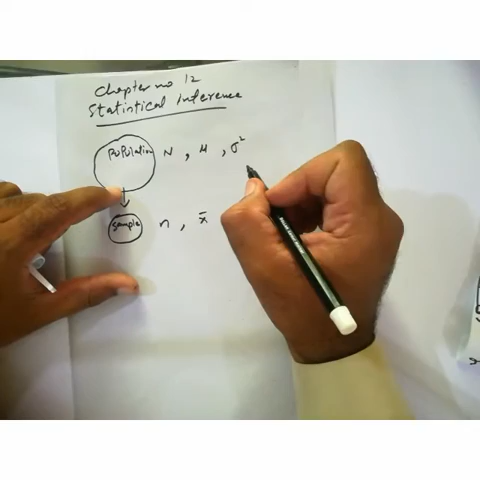 Chapter no 12
Statistical inference
Population N , μ , σ²
Sample n , x̄